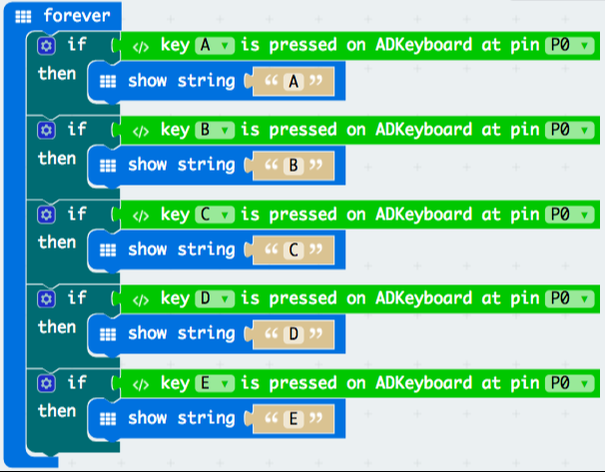 forever
if key A is pressed on ADKeyboard at pin P0
then show string “ A ”
if key B is pressed on ADKeyboard at pin P0
then show string “ B ”
if key C is pressed on ADKeyboard at pin P0
then show string “ C ”
if key D is pressed on ADKeyboard at pin P0
then show string “ D ”
if key E is pressed on ADKeyboard at pin P0
then show string “ E ”